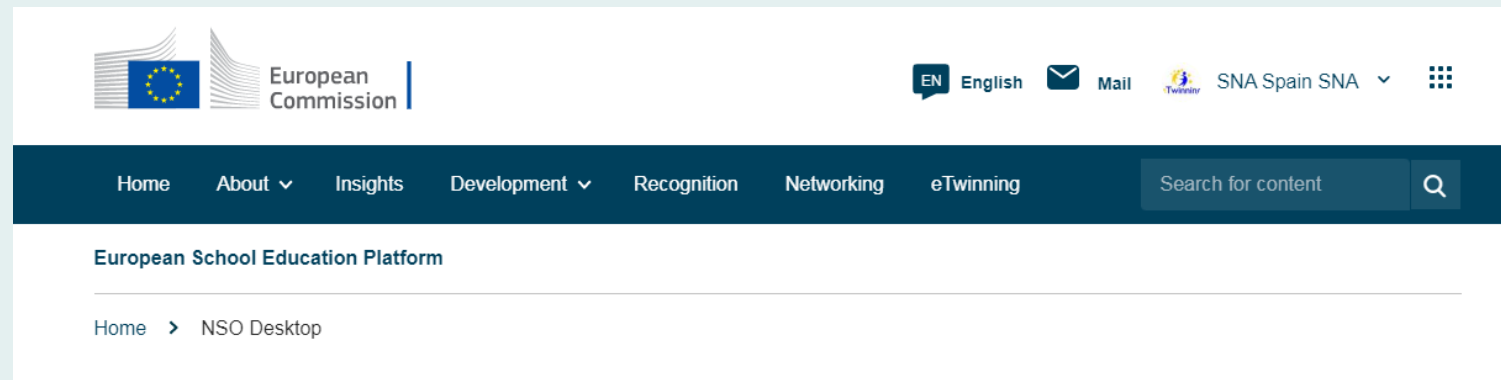 European
Commission
EN English Mail SNA Spain SNA
Home About Insights Development Recognition Networking eTwinning Search for content
European School Education Platform
Home > NSO Desktop